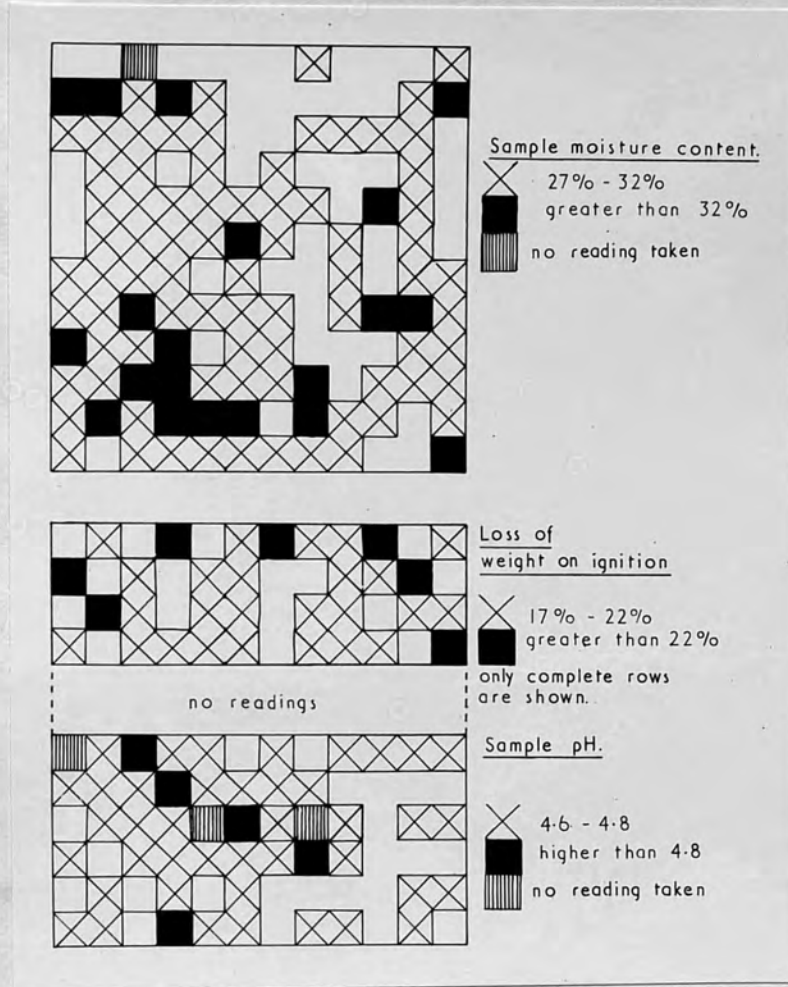 Sample moisture content.
27% - 32%
greater than 32%
no reading taken
Loss of
weight on ignition
17% - 22%
greater than 22%
only complete rows
are shown.
no readings
Sample pH.
4·6 - 4·8
higher than 4·8
no reading taken